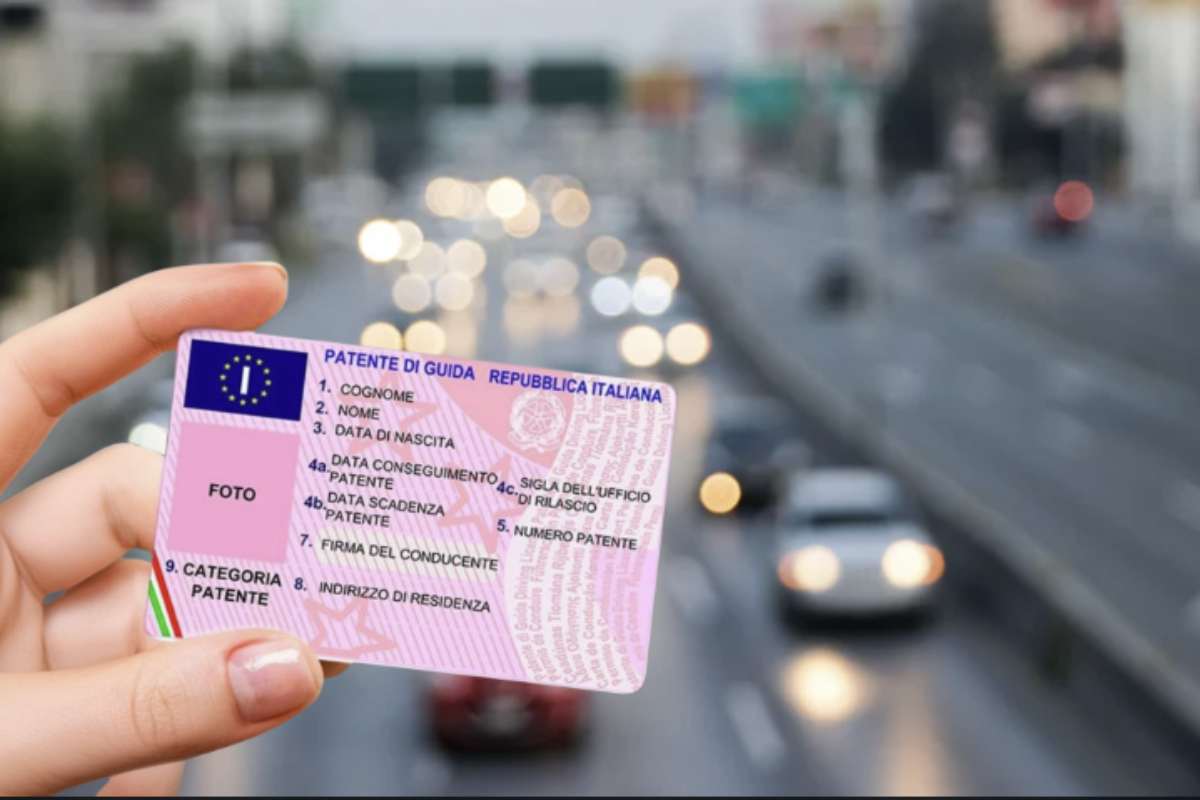 PATENTE DI GUIDA REPUBBLICA ITALIANA
I
1. COGNOME
2. NOME
3. DATA DI NASCITA
4a. DATA CONSEGUIMENTO
PATENTE
4b. DATA SCADENZA
PATENTE
4c. SIGLA DELL'UFFICIO
DI RILASCIO
5. NUMERO PATENTE
7. FIRMA DEL CONDUCENTE
8. INDIRIZZO DI RESIDENZA
FOTO
9. CATEGORIA
PATENTE